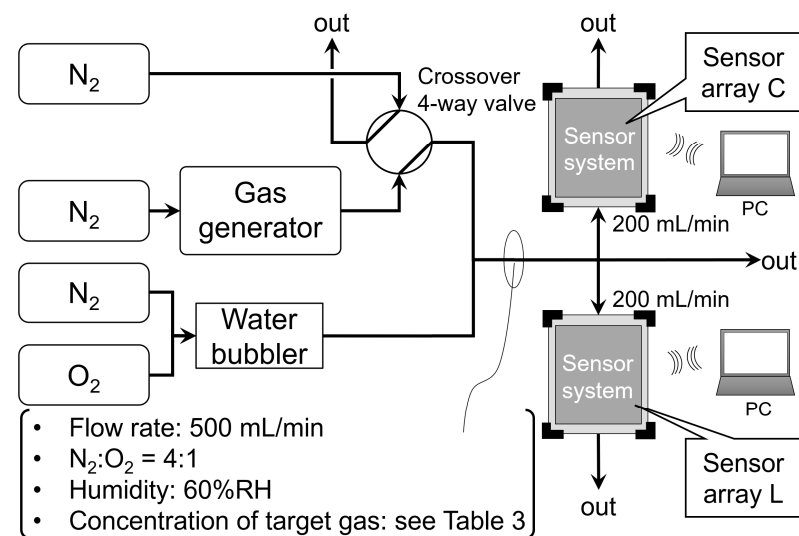 out
N2
Crossover
4-way valve
N2
Gas
generator
N2
O2
Water
bubbler
out
Sensor
array C
Sensor
system
PC
200 mL/min
out
200 mL/min
Sensor
system
PC
Sensor
array L
out
• Flow rate: 500 mL/min
• N2:O2 = 4:1
• Humidity: 60%RH
• Concentration of target gas: see Table 3